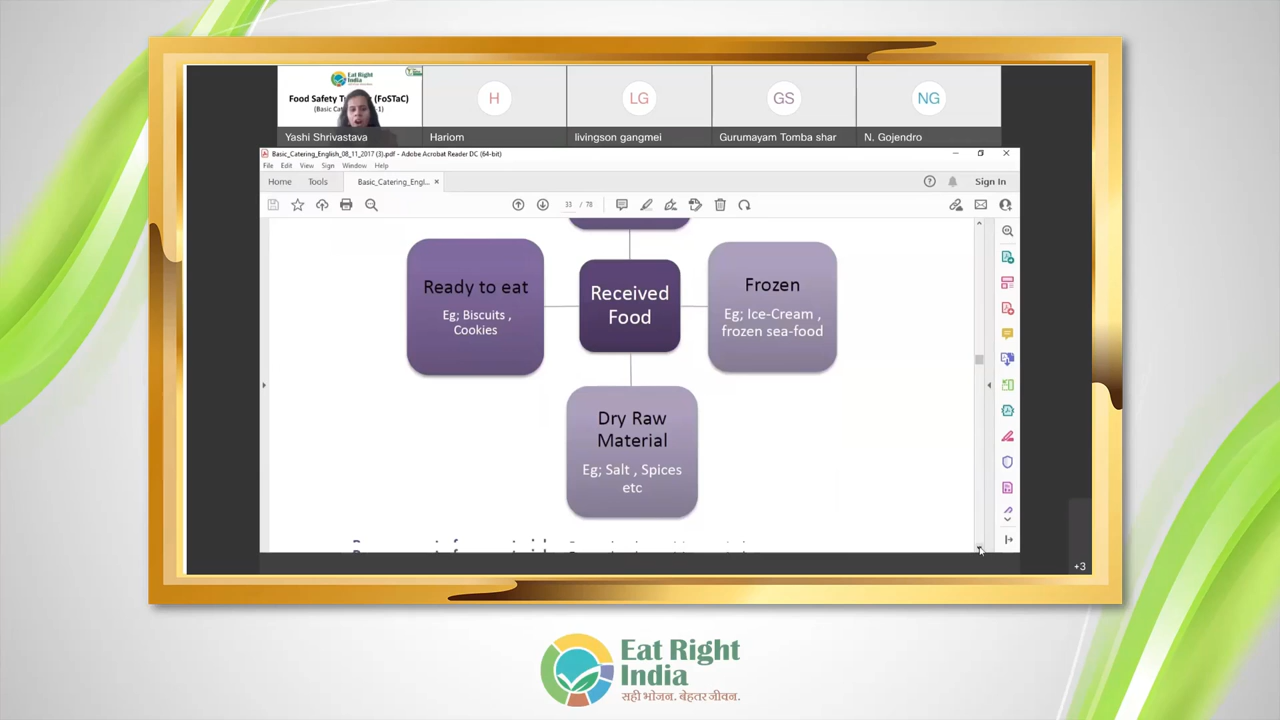 Eat Right
India
Food Safety T
(FoSTaC)
(Basic Cat
-1)
Yashi Shrivastava
H
Hariom
LG
livingson gangmei
GS
Gurumayam Tomba shar
NG
N. Gojendro
Basic_Catering_English_08_11_2017 (3).pdf - Adobe Acrobat Reader DC (64-bit)
File Edit View Sign Window Help
Home Tools Basic_Catering_Engl... Sign In
33 / 78
Ready to eat
Eg; Biscuits ,
Cookies
Received
Food
Frozen
Eg; Ice-Cream ,
frozen sea-food
Dry Raw
Material
Eg; Salt , Spices
etc
+3
Eat Right
India
सही भोजन. बेहतर जीवन.